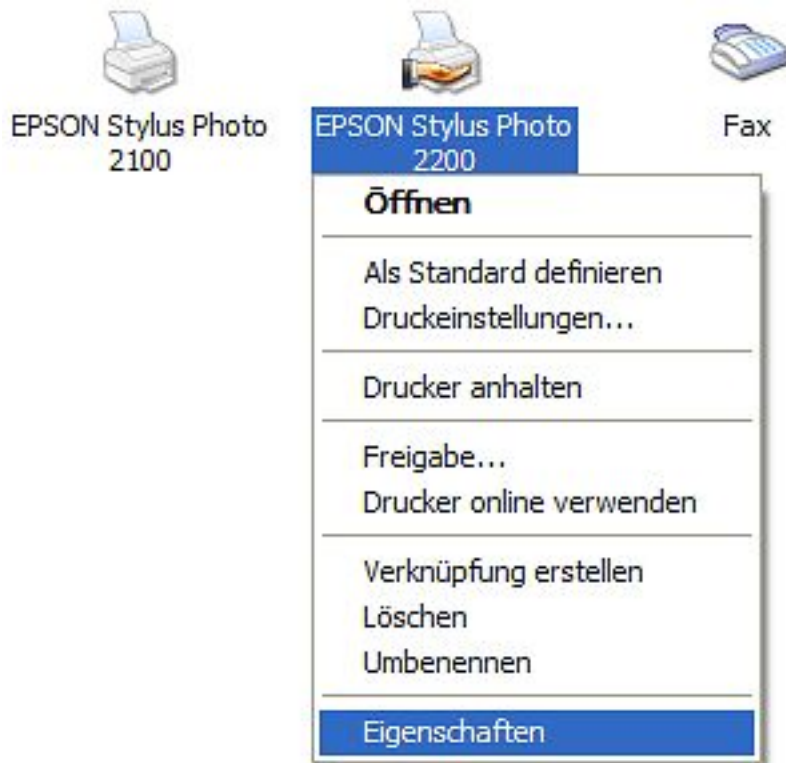 EPSON Stylus Photo
2100
EPSON Stylus Photo
2200
Fax
Öffnen
Als Standard definieren
Druckeinstellungen...
Drucker anhalten
Freigabe...
Drucker online verwenden
Verknüpfung erstellen
Löschen
Umbenennen
Eigenschaften